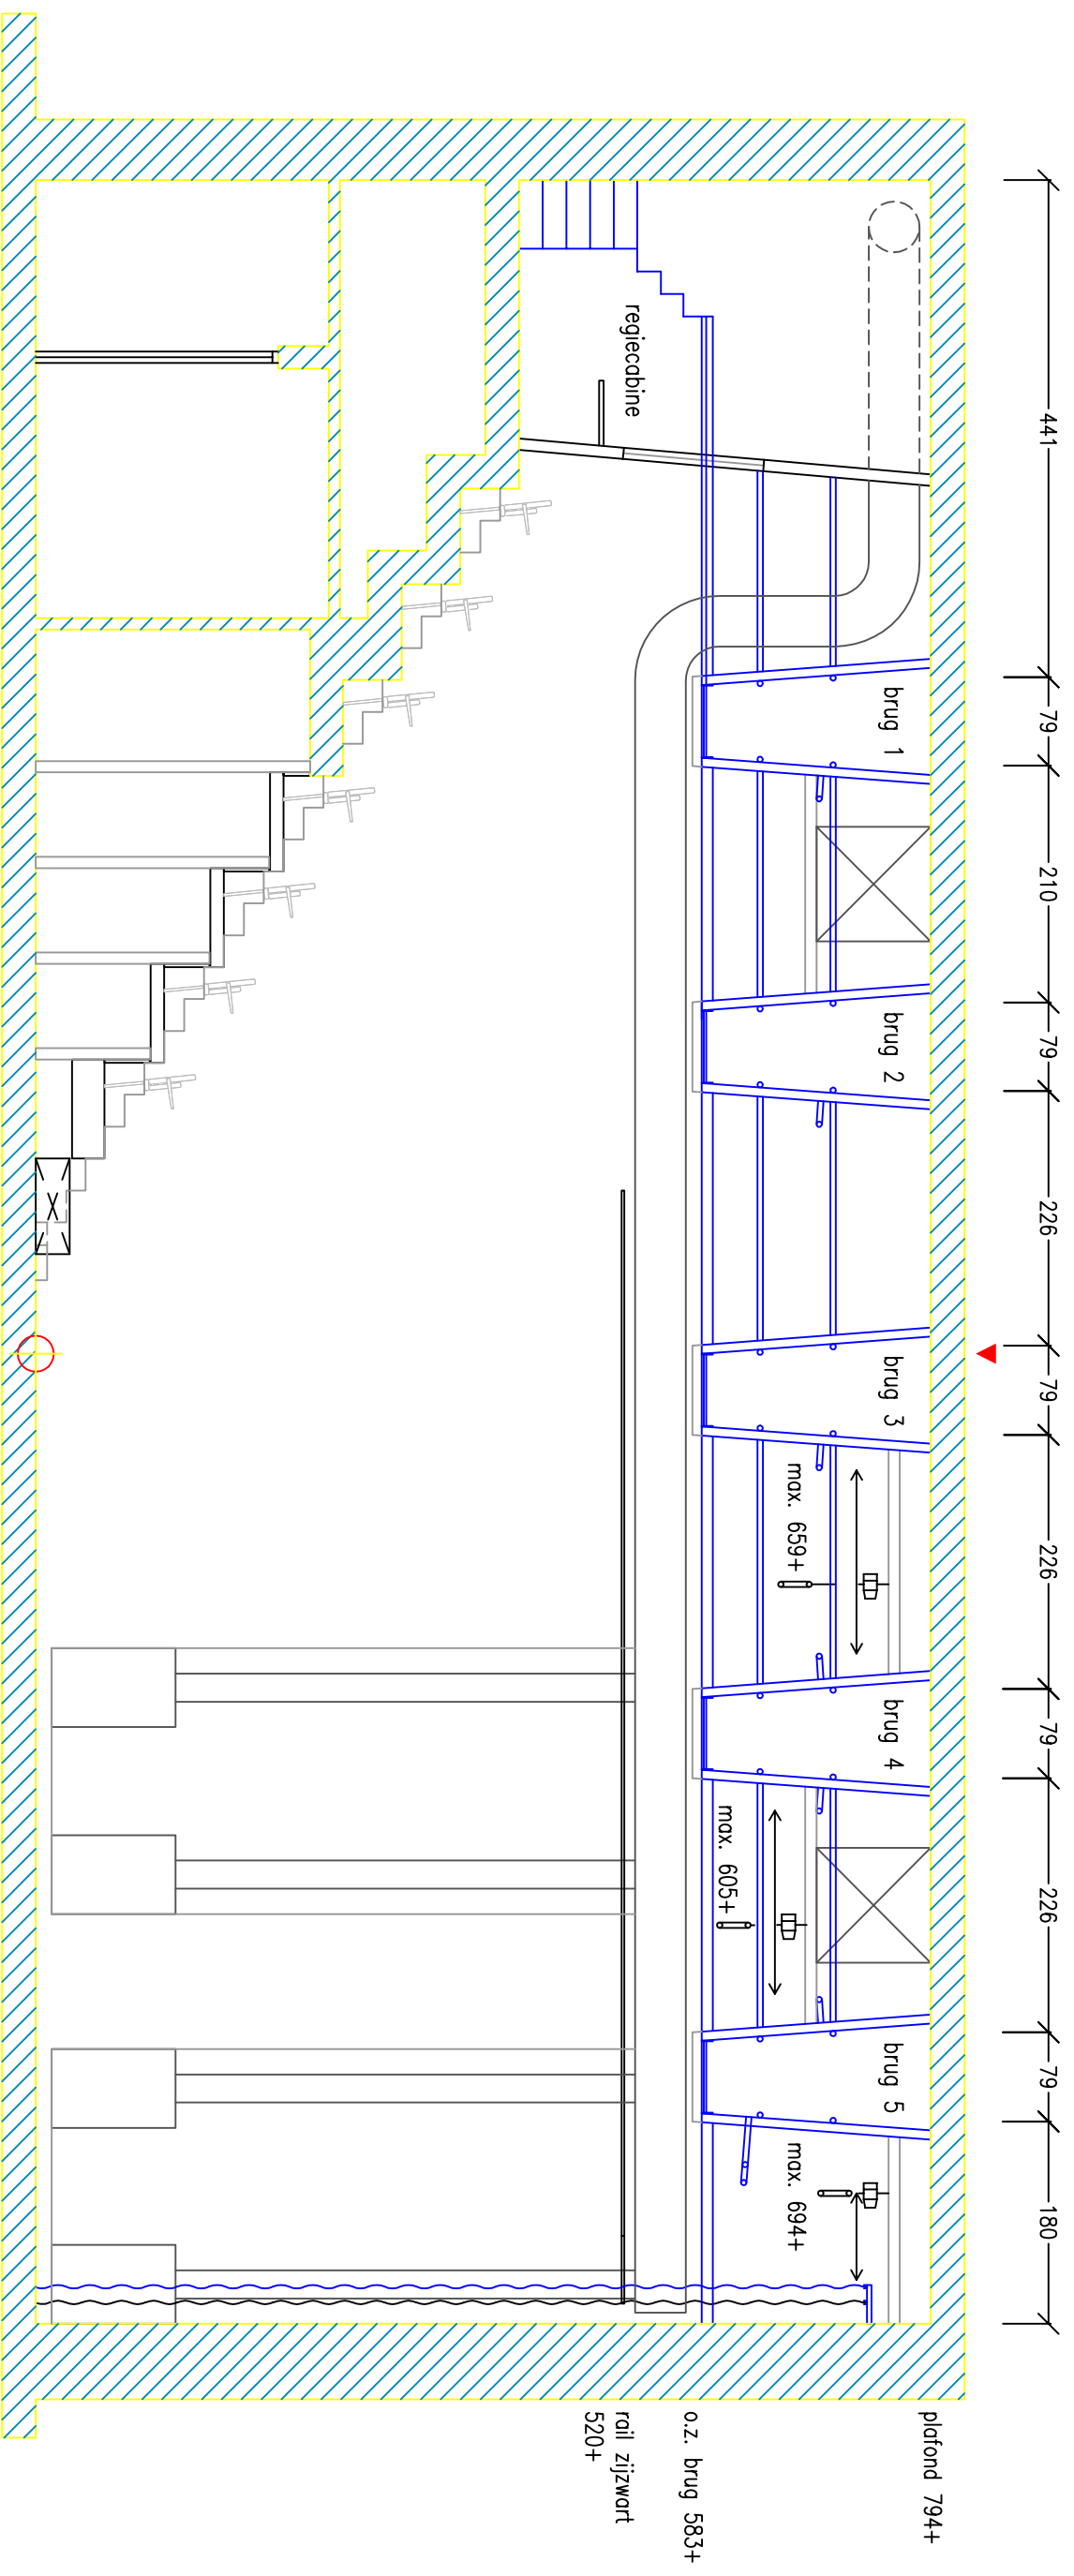 441
79
210
79
226
79
226
79
226
79
180
regiecabine
brug 1
brug 2
brug 3
brug 4
brug 5
max. 659+
max. 605+
max. 694+
plafond 794+
o.z. brug 583+
rail zijzwart
520+